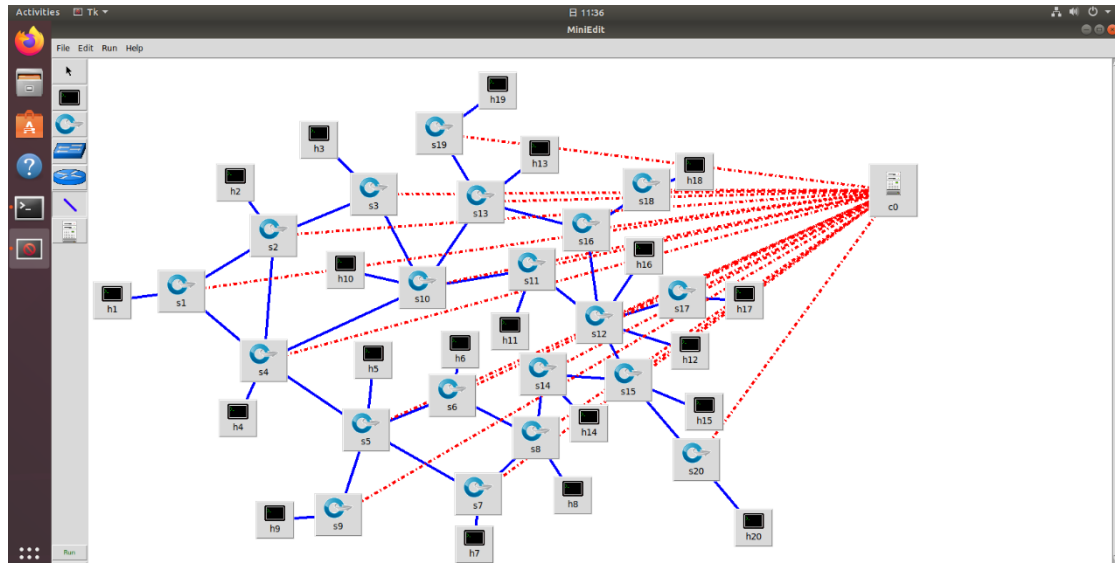 Activities Tk 日 11:36
MiniEdit
File Edit Run Help
h19
s19
h3
h13
h18
h2
s3
s13
s18
c0
s2
s16
h10
h16
s10
s11
s1
s17
h1
h17
s12
h11
h6
h12
s4
h5
s14
s15
s6
h4
h14
h15
s5
s8
s20
s7
h8
h9
s9
h20
h7
Run